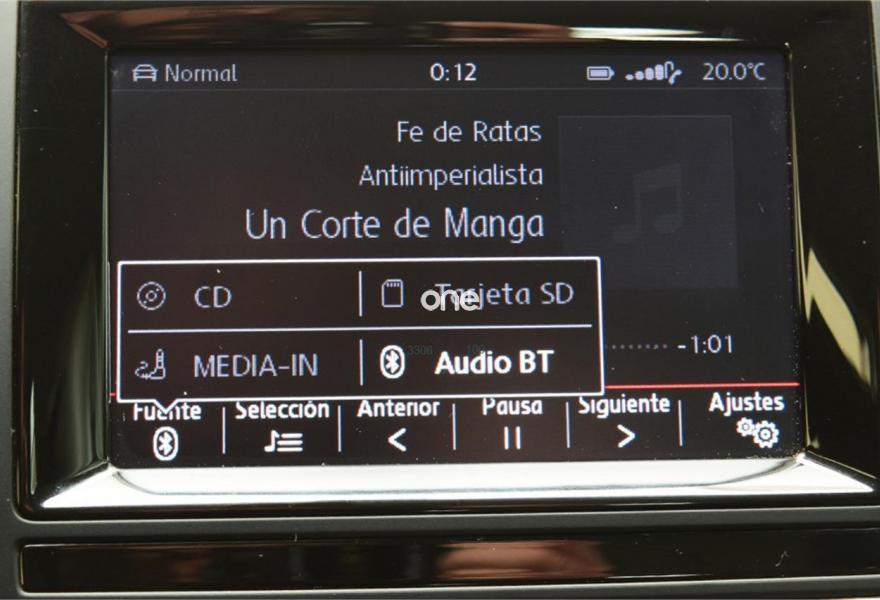 Normal 0:12 20.0°C
Fe de Ratas
Antiimperialista
Un Corte de Manga
CD Tarjeta SD
one
MEDIA-IN Audio BT
-1:01
Fuente Selección Anterior Pausa Siguiente Ajustes